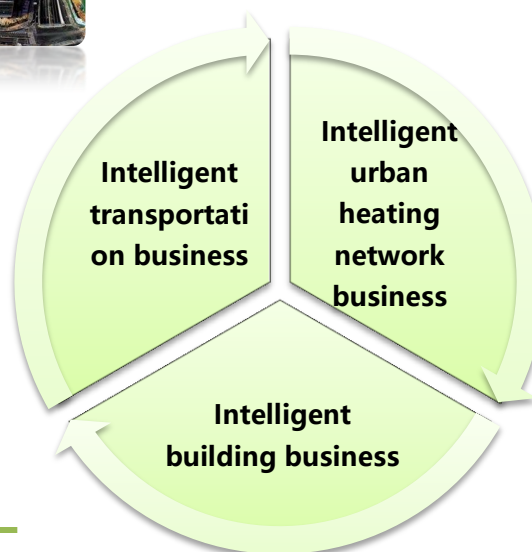 Intelligent
transportati
on business
Intelligent
urban
heating
network
business
Intelligent
building business